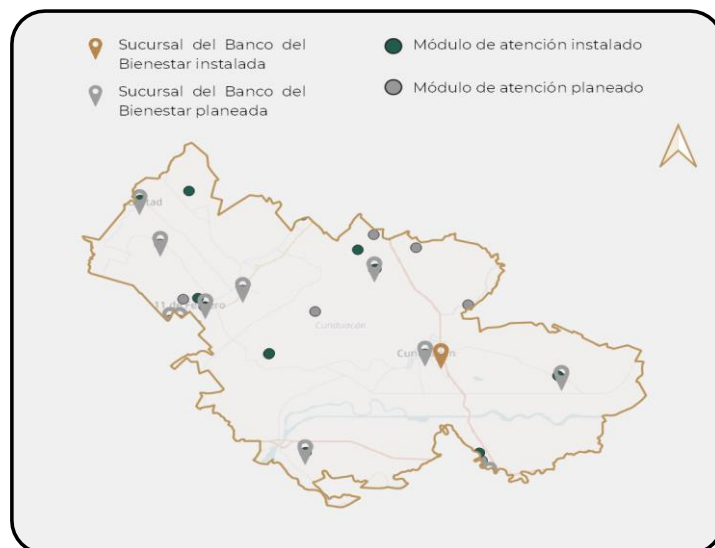 Sucursal del Banco del
Bienestar instalada
Módulo de atención instalado
Sucursal del Banco del
Bienestar planeada
Módulo de atención planeado
Cunduacán